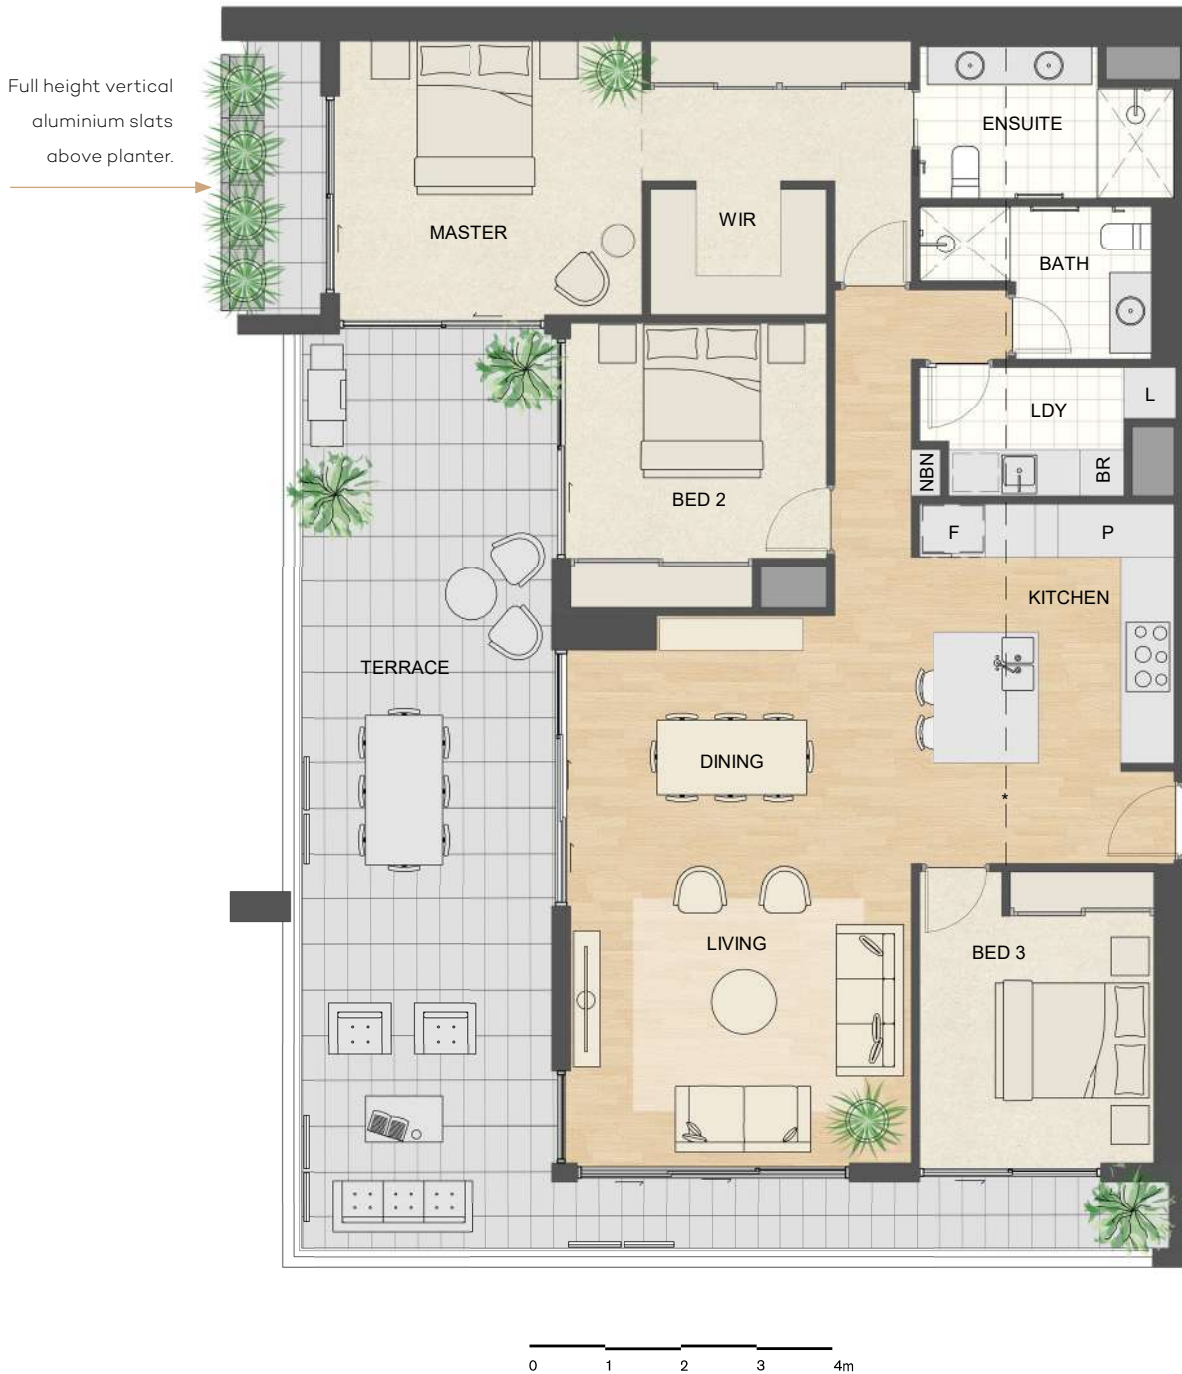 Full height vertical
aluminium slats
above planter.
ENSUITE
MASTER
WIR
BATH
LDY
L
NBN
BR
BED 2
F
P
KITCHEN
TERRACE
DINING
*
LIVING
BED 3
0 1 2 3 4m